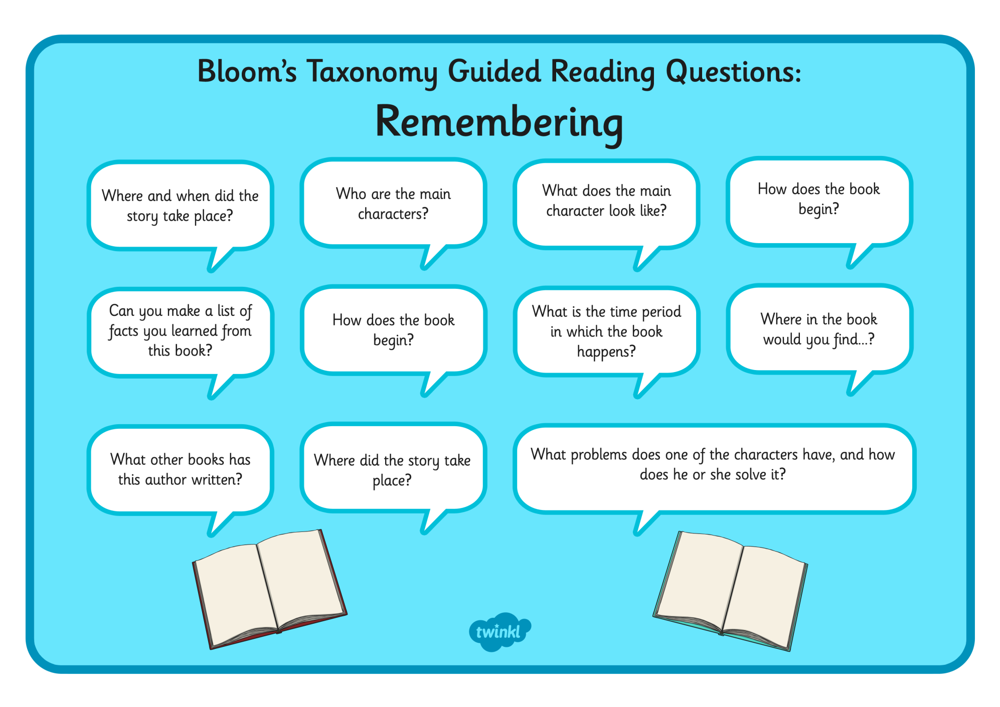 Bloom's Taxonomy Guided Reading Questions:
Remembering
Where and when did the
story take place?
Who are the main
characters?
What does the main
character look like?
How does the book
begin?
Can you make a list of
facts you learned from
this book?
How does the book
begin?
What is the time period
in which the book
happens?
Where in the book
would you find...?
What other books has
this author written?
Where did the story take
place?
What problems does one of the characters have, and how
does he or she solve it?
twinkl